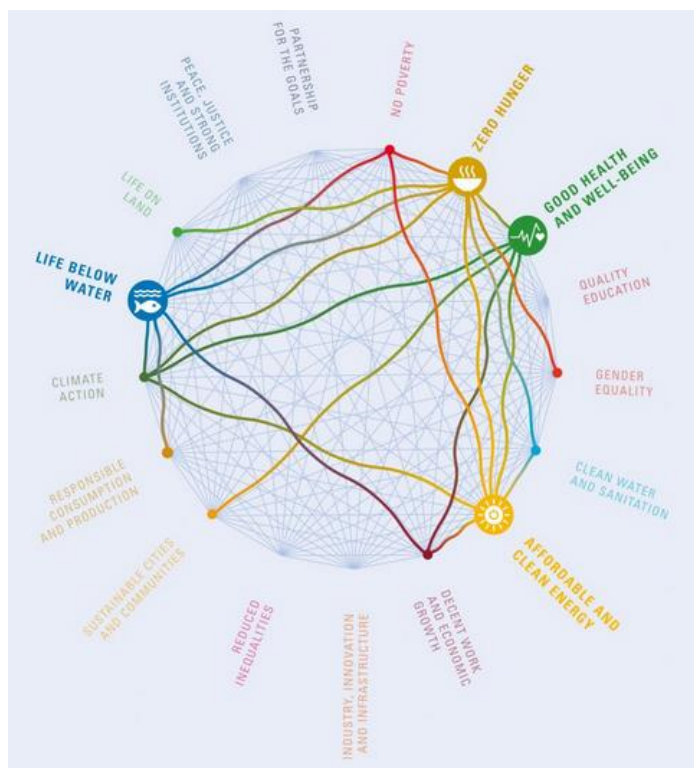 NO POVERTY
ZERO HUNGER
GOOD HEALTH
AND WELL-BEING
QUALITY
EDUCATION
GENDER
EQUALITY
CLEAN WATER
AND SANITATION
AFFORDABLE AND
CLEAN ENERGY
DECENT WORK
AND ECONOMIC
GROWTH
INDUSTRY, INNOVATION
AND INFRASTRUCTURE
REDUCED
INEQUALITIES
SUSTAINABLE CITIES
AND COMMUNITIES
RESPONSIBLE
CONSUMPTION
AND PRODUCTION
CLIMATE
ACTION
LIFE BELOW
WATER
LIFE ON
LAND
PEACE, JUSTICE
AND STRONG
INSTITUTIONS
PARTNERSHIP
FOR THE GOALS